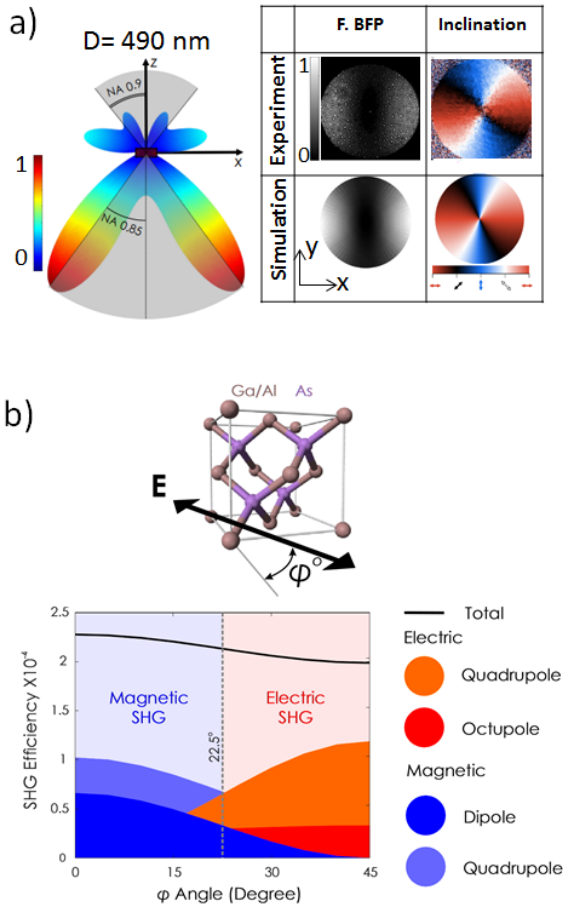 a)
D= 490 nm
z
NA 0.9
x
1
0
NA 0.85
F. BFP
Inclination
Experiment
1
0
Simulation
y
x
b)
Ga/Al As
E
φ°
2.5
2
1
0.5
0
SHG Efficiency X10⁻⁴
Magnetic
SHG
22.5°
Electric
SHG
0 15 30 45
φ Angle (Degree)
Total
Electric
Quadrupole
Octupole
Magnetic
Dipole
Quadrupole